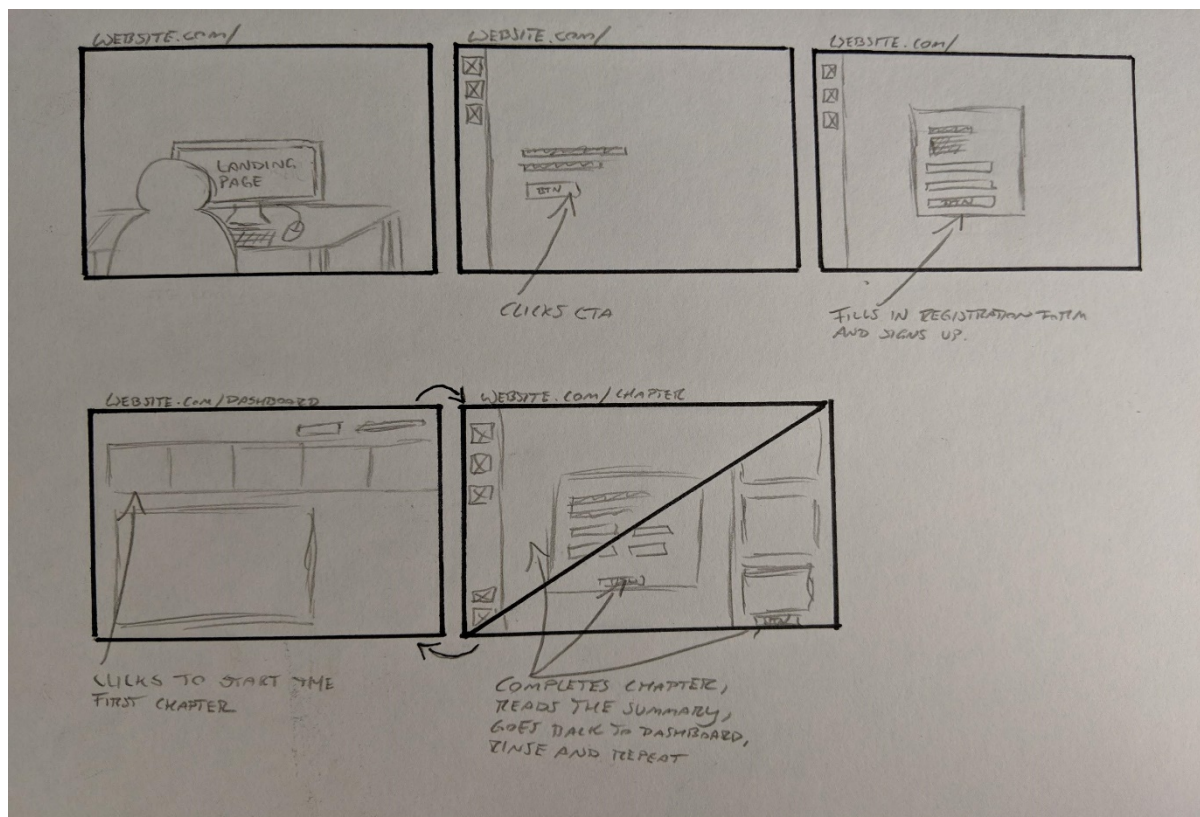 WEBSITE.COM/
LANDING
PAGE
WEBSITE.COM/
BTN
CLICKS CTA
WEBSITE.COM/
BTN
FILLS IN REGISTRATION FORM
AND SIGNS UP.
WEBSITE.COM/DASHBOARD
CLICKS TO START THE
FIRST CHAPTER
WEBSITE.COM/CHAPTER
COMPLETES CHAPTER,
READS THE SUMMARY,
GOES BACK TO DASHBOARD,
RINSE AND REPEAT